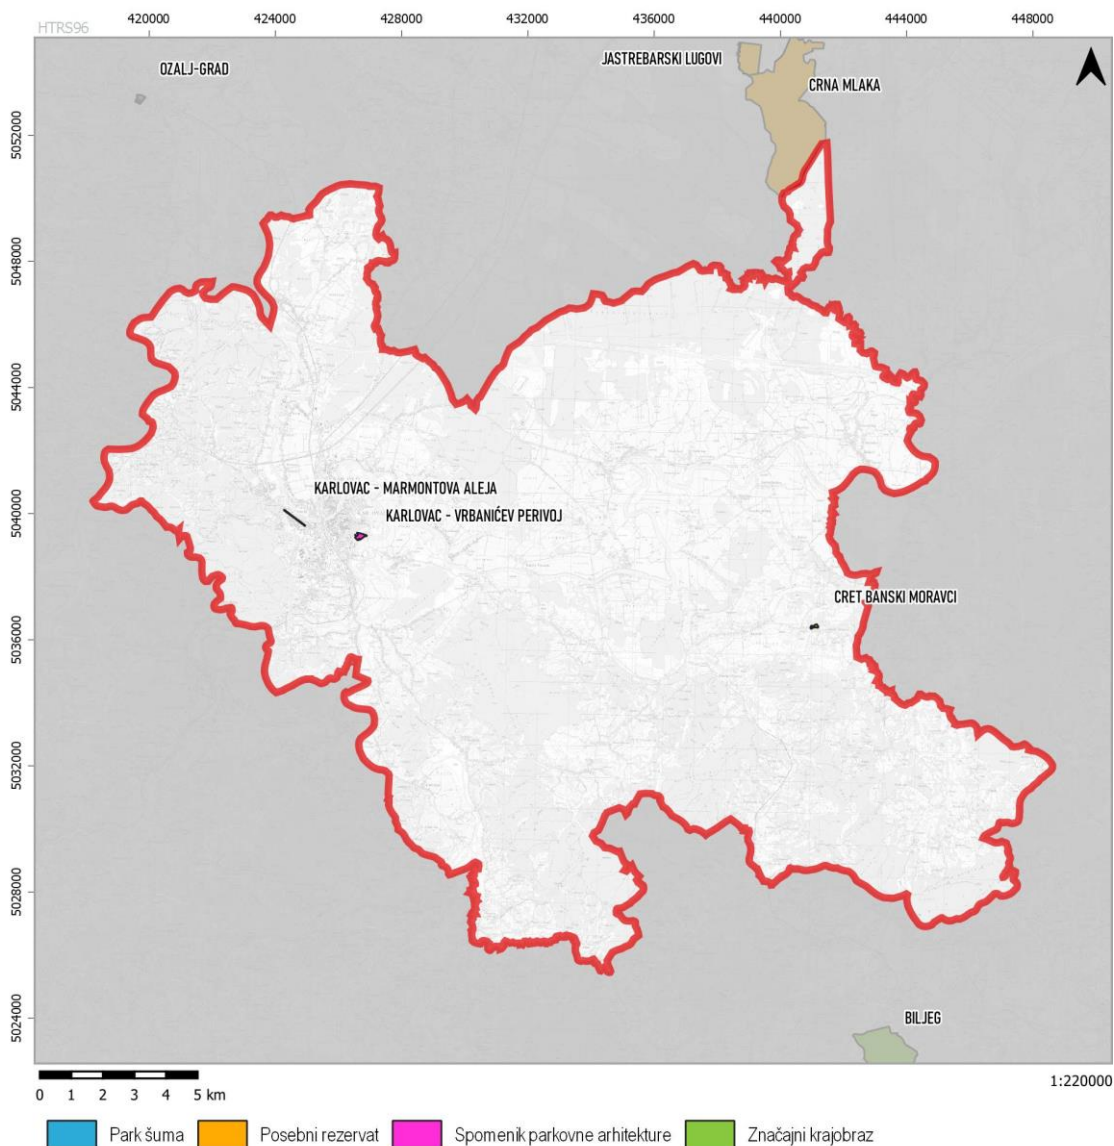 HTRS96
420000 424000 428000 432000 436000 440000 444000 448000
OZALJ-GRAD
JASTREBARSKI LUGOVI
CRNA MLAKA
5052000
5048000
5044000
KARLOVAC - MARMONTOVA ALEJA
KARLOVAC - VRBANIĆEV PERIVOJ
5040000
CRET BANSKI MORAVCI
5036000
5032000
5028000
5024000
BILJEG
0 1 2 3 4 5 km
1:220000
Park šuma Posebni rezervat Spomenik parkovne arhitekture Značajni krajobraz